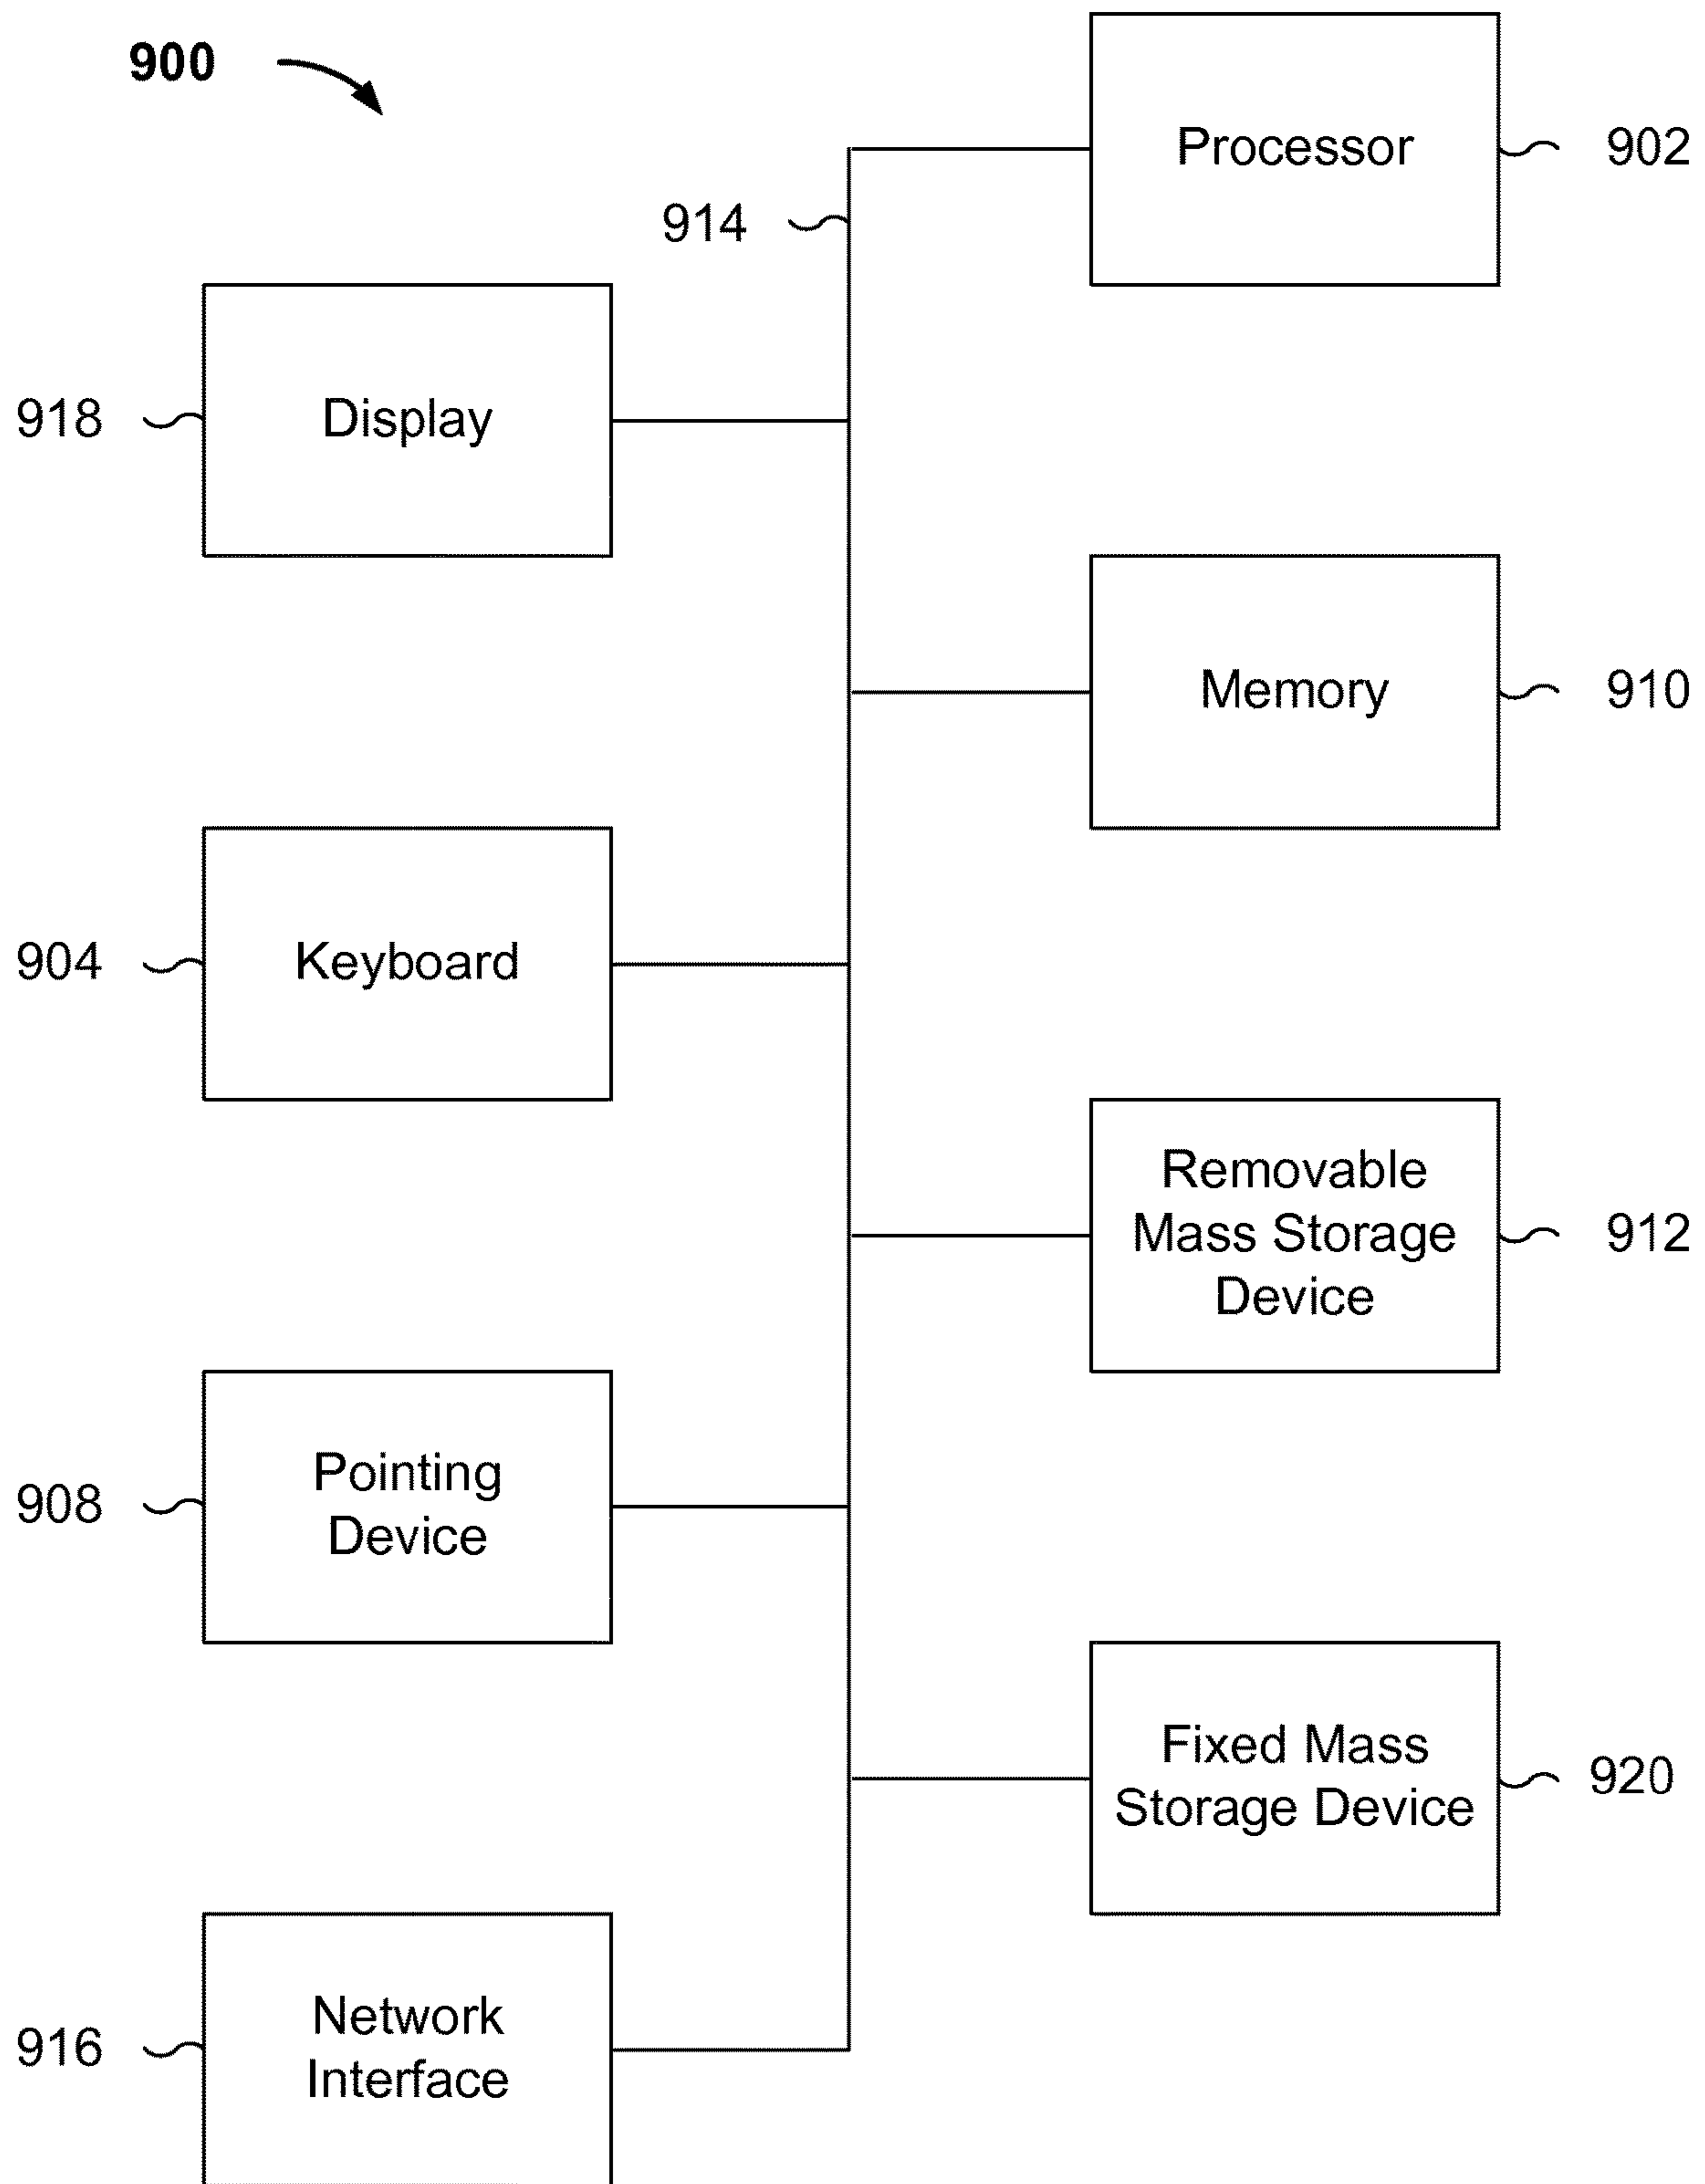 900
Processor
902
914
918
Display
Memory
910
904
Keyboard
Removable
Mass Storage
Device
912
908
Pointing
Device
Fixed Mass
Storage Device
920
916
Network
Interface